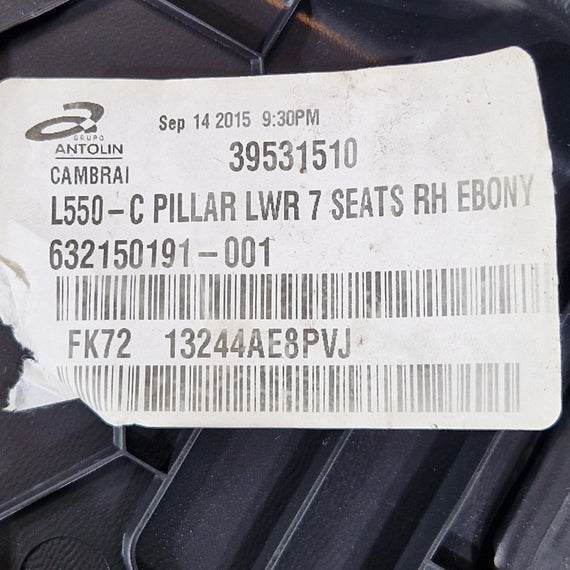 Sep 14 2015 9:30PM
GRUPO
ANTOLIN
39531510
CAMBRAI
L550-C PILLAR LWR 7 SEATS RH EBONY
632150191-001
FK72 13244AE8PVJ